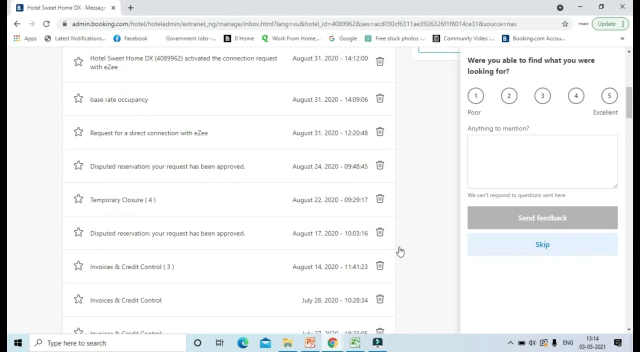 Hotel Sweet Home DX - Messag
admin.booking.com/hotel/hoteladmin/extranet_ng/manage/inbox.html?lang=xu&hotel_id=4089962&ses=acd030cf6311ae3926326f1f6014ce31&source=nav
Update
Apps
Latest Notifications...
Facebook
Government Jobs -...
D Home
Work From Home,...
Google
Free stock photos -...
Community Video -...
Booking.com Accou...
Hotel Sweet Home DX (4089962) activated the connection request with eZee
August 31, 2020 - 14:12:00
base rate occupancy
August 31, 2020 - 14:09:06
Request for a direct connection with eZee
August 31, 2020 - 12:20:48
Disputed reservation: your request has been approved.
August 24, 2020 - 09:48:45
Temporary Closure ( 4 )
August 22, 2020 - 09:29:17
Disputed reservation: your request has been approved.
August 17, 2020 - 10:03:16
Invoices & Credit Control ( 3 )
August 14, 2020 - 11:41:23
Invoices & Credit Control
July 28, 2020 - 10:28:34
Invoices & Credit Control
Were you able to find what you were
looking for?
1 2 3 4 5
Poor
Excellent
Anything to mention?
We can't respond to questions sent here
Send feedback
Skip
Type here to search
ENG
13:14
03-05-2021